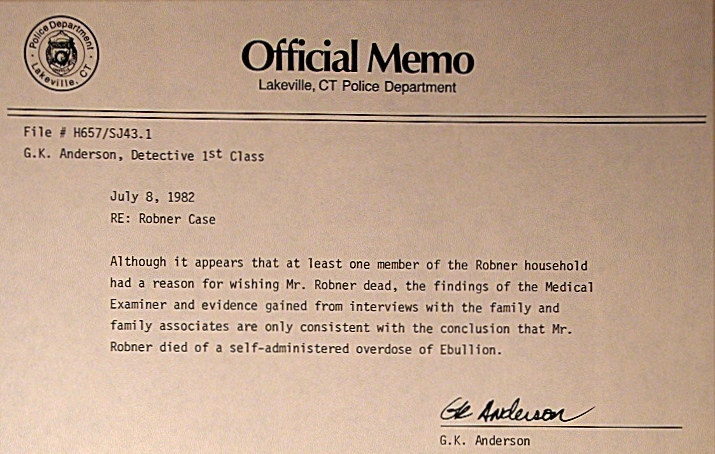 Police Department
Lakeville, CT
Official Memo
Lakeville, CT Police Department
File # H657/SJ43.1
G.K. Anderson, Detective 1st Class
July 8, 1982
RE: Robner Case
Although it appears that at least one member of the Robner household
had a reason for wishing Mr. Robner dead, the findings of the Medical
Examiner and evidence gained from interviews with the family and
family associates are only consistent with the conclusion that Mr.
Robner died of a self-administered overdose of Ebullion.
GK Anderson
G.K. Anderson